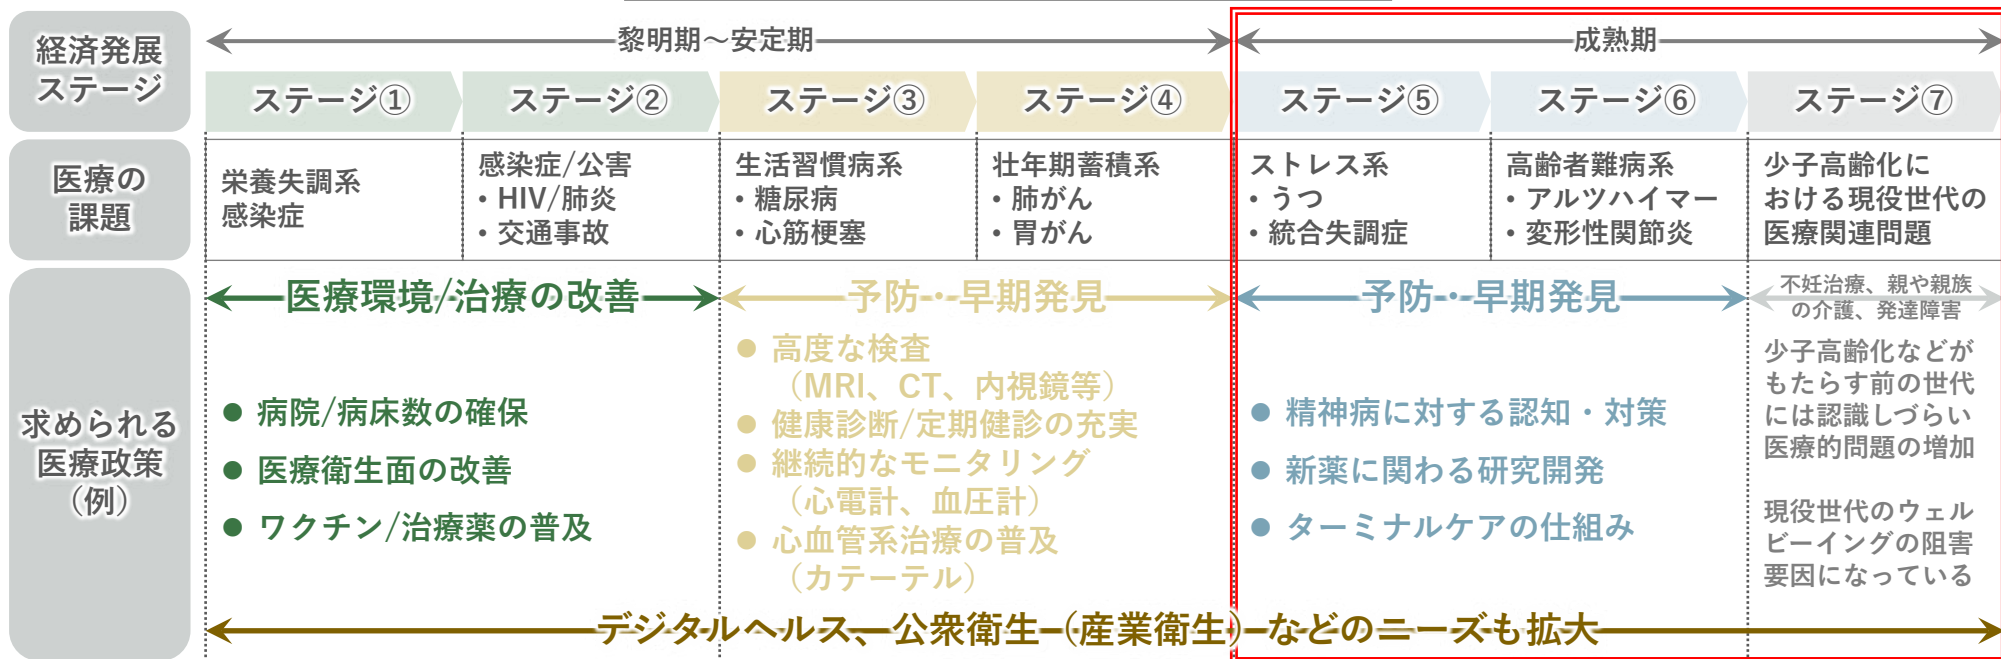 経済発展
ステージ
黎明期～安定期
成熟期
ステージ①
ステージ②
ステージ③
ステージ④
ステージ⑤
ステージ⑥
ステージ⑦
医療の
課題
栄養失調系
感染症
感染症/公害
・HIV/肺炎
・交通事故
生活習慣病系
・糖尿病
・心筋梗塞
壮年期蓄積系
・肺がん
・胃がん
ストレス系
・うつ
・統合失調症
高齢者難病系
・アルツハイマー
・変形性関節炎
少子高齢化に
おける現役世代の
医療関連問題
求められる
医療政策
（例）
医療環境/治療の改善
● 病院/病床数の確保
● 医療衛生面の改善
● ワクチン/治療薬の普及
予防・早期発見
● 高度な検査
（MRI、CT、内視鏡等）
● 健康診断/定期健診の充実
● 継続的なモニタリング
（心電計、血圧計）
● 心血管系治療の普及
（カテーテル）
予防・早期発見
● 精神病に対する認知・対策
● 新薬に関わる研究開発
● ターミナルケアの仕組み
不妊治療、親や親族
の介護、発達障害
少子高齢化などが
もたらす前の世代
には認識しづらい
医療的問題の増加
現役世代のウェル
ビーイングの阻害
要因になっている
デジタルヘルス、公衆衛生（産業衛生）などのニーズも拡大